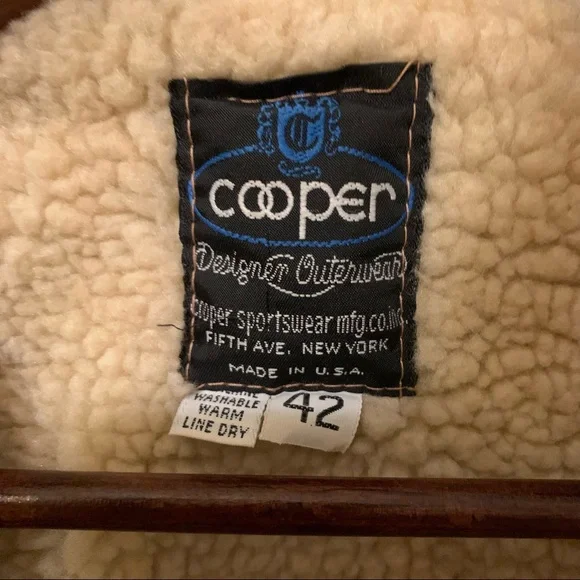 C
cooper
Designer Outerwear
cooper sportswear mfg.co.inc.
FIFTH AVE. NEW YORK
MADE IN U.S.A.
WASHABLE
WARM
LINE DRY
42